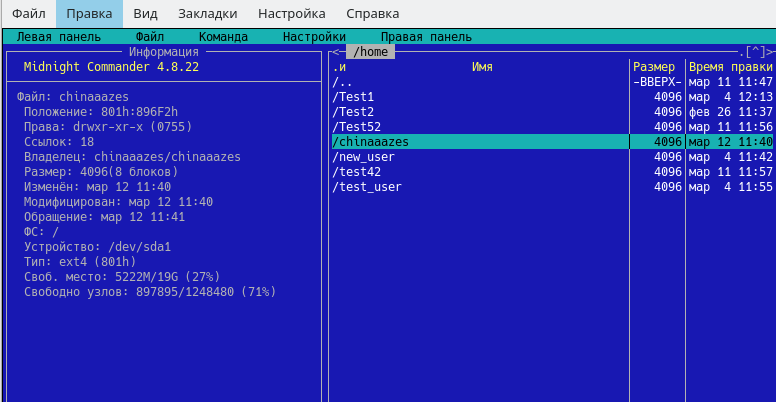 Файл Правка Вид Закладки Настройка Справка
Левая панель Файл Команда Настройки Правая панель
Информация
Midnight Commander 4.8.22
Файл: chinaaazes
Положение: 801h:896F2h
Права: drwxr-xr-x (0755)
Ссылок: 18
Владелец: chinaaazes/chinaaazes
Размер: 4096(8 блоков)
Изменён: мар 12 11:40
Модифицирован: мар 12 11:40
Обращение: мар 12 11:41
ФС: /
Устройство: /dev/sda1
Тип: ext4 (801h)
Своб. место: 5222M/19G (27%)
Свободно узлов: 897895/1248480 (71%)
<─ /home .[^]>
.и Имя Размер Время правки
/.. -ВВЕРХ- мар 11 11:47
/Test1 4096 мар 4 12:13
/Test2 4096 фев 26 11:37
/Test52 4096 мар 11 11:56
/chinaaazes 4096 мар 12 11:40
/new_user 4096 мар 4 11:42
/test42 4096 мар 11 11:57
/test_user 4096 мар 4 11:55